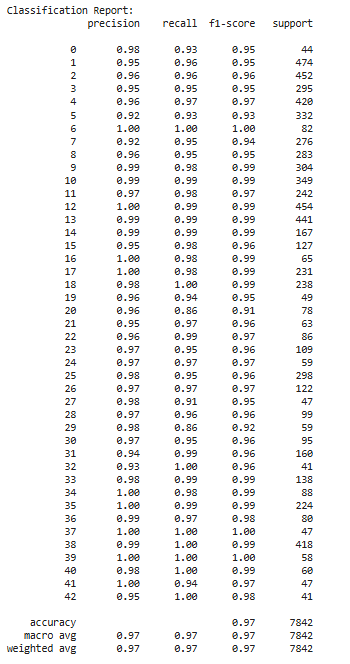 Classification Report:
precision recall f1-score support
0 0.98 0.93 0.95 44
1 0.95 0.96 0.95 474
2 0.96 0.96 0.96 452
3 0.95 0.95 0.95 295
4 0.96 0.97 0.97 420
5 0.92 0.93 0.93 332
6 1.00 1.00 1.00 82
7 0.92 0.95 0.94 276
8 0.96 0.95 0.95 283
9 0.99 0.98 0.99 304
10 0.99 0.99 0.99 349
11 0.97 0.98 0.97 242
12 1.00 0.99 0.99 454
13 0.99 0.99 0.99 441
14 0.99 0.99 0.99 167
15 0.95 0.98 0.96 127
16 1.00 0.98 0.99 65
17 1.00 0.98 0.99 231
18 0.98 1.00 0.99 238
19 0.96 0.94 0.95 49
20 0.96 0.86 0.91 78
21 0.95 0.97 0.96 63
22 0.96 0.99 0.97 86
23 0.97 0.95 0.96 109
24 0.97 0.97 0.97 59
25 0.98 0.95 0.96 298
26 0.97 0.97 0.97 122
27 0.98 0.91 0.95 47
28 0.97 0.96 0.96 99
29 0.98 0.86 0.92 59
30 0.97 0.95 0.96 95
31 0.94 0.99 0.96 160
32 0.93 1.00 0.96 41
33 0.98 0.99 0.99 138
34 1.00 0.98 0.99 88
35 1.00 0.99 0.99 224
36 0.99 0.97 0.98 80
37 1.00 1.00 1.00 47
38 0.99 1.00 0.99 418
39 1.00 1.00 1.00 58
40 0.98 1.00 0.99 60
41 1.00 0.94 0.97 47
42 0.95 1.00 0.98 41
accuracy 0.97 7842
macro avg 0.97 0.97 0.97 7842
weighted avg 0.97 0.97 0.97 7842